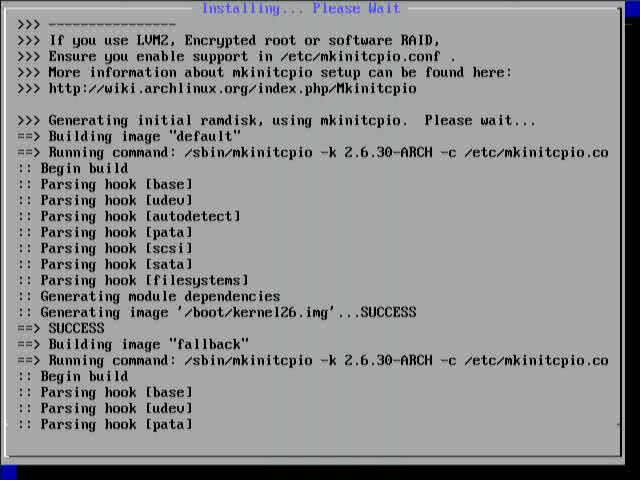 Installing... Please Wait
>>> ----------------
>>> If you use LVM2, Encrypted root or software RAID,
>>> Ensure you enable support in /etc/mkinitcpio.conf .
>>> More information about mkinitcpio setup can be found here:
>>> http://wiki.archlinux.org/index.php/Mkinitcpio
>>> Generating initial ramdisk, using mkinitcpio.  Please wait...
==> Building image "default"
==> Running command: /sbin/mkinitcpio -k 2.6.30-ARCH -c /etc/mkinitcpio.co
:: Begin build
:: Parsing hook [base]
:: Parsing hook [udev]
:: Parsing hook [autodetect]
:: Parsing hook [pata]
:: Parsing hook [scsi]
:: Parsing hook [sata]
:: Parsing hook [filesystems]
:: Generating module dependencies
:: Generating image '/boot/kernel26.img'...SUCCESS
==> SUCCESS
==> Building image "fallback"
==> Running command: /sbin/mkinitcpio -k 2.6.30-ARCH -c /etc/mkinitcpio.co
:: Begin build
:: Parsing hook [base]
:: Parsing hook [udev]
:: Parsing hook [pata]